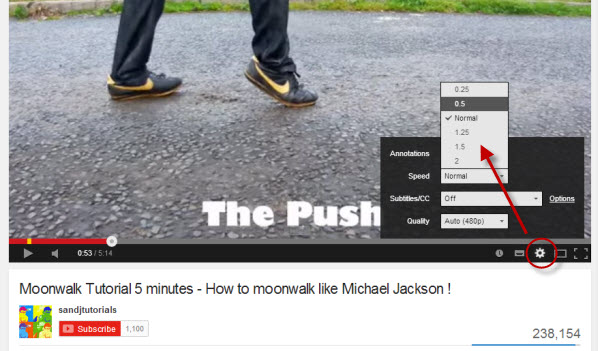 0.25
0.5
Normal
1.25
1.5
2
Annotations
Speed Normal
Subtitles/CC Off Options
Quality Auto (480p)
The Push
0:53 / 5:14
Moonwalk Tutorial 5 minutes - How to moonwalk like Michael Jackson !
sandjtutorials
Subscribe 1,100
238,154